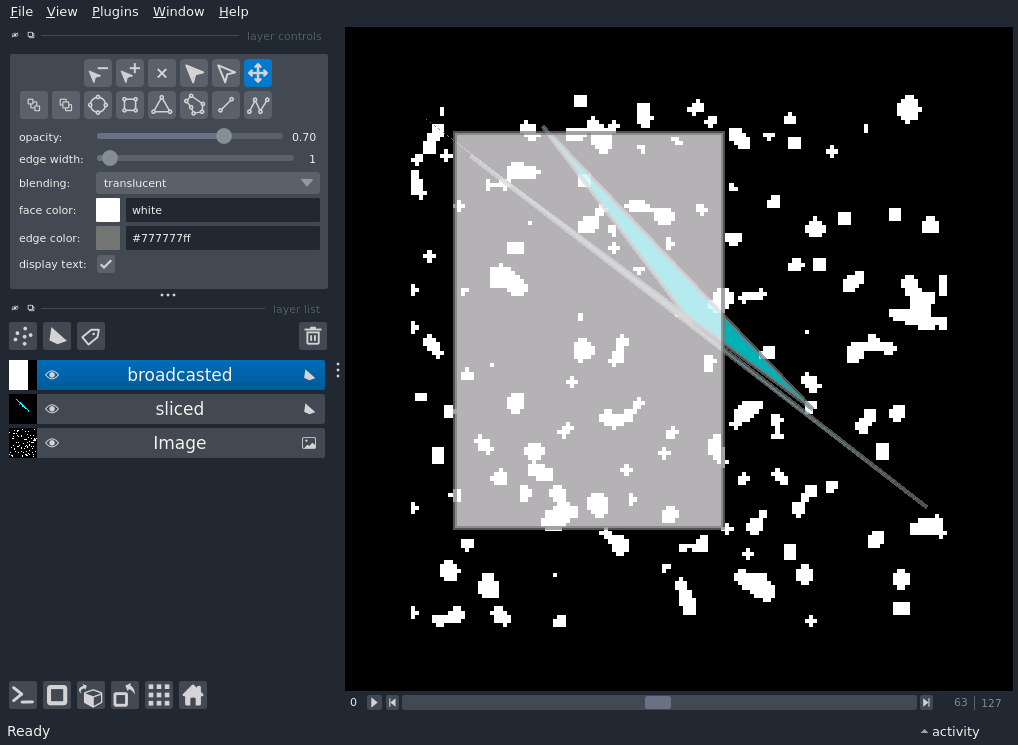 File View Plugins Window Help
layer controls
opacity: 0.70
edge width: 1
blending: translucent
face color: white
edge color: #777777ff
display text:
layer list
broadcasted
sliced
Image
0 63 127
Ready activity